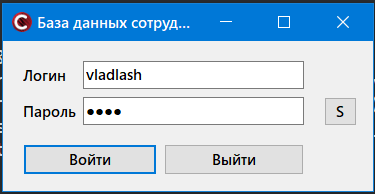 База данных сотруд...
Логин vladlash
Пароль ●●●● S
Войти Выйти